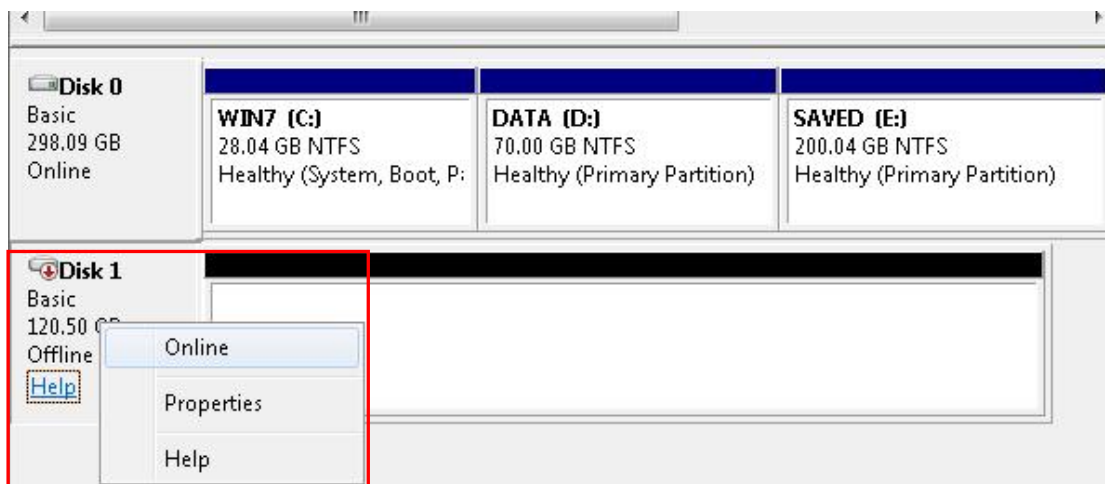 Disk 0
Basic
298.09 GB
Online
WIN7 (C:)
28.04 GB NTFS
Healthy (System, Boot, P
DATA (D:)
70.00 GB NTFS
Healthy (Primary Partition)
SAVED (E:)
200.04 GB NTFS
Healthy (Primary Partition)
Disk 1
Basic
120.50
Offline
Help
Online
Properties
Help